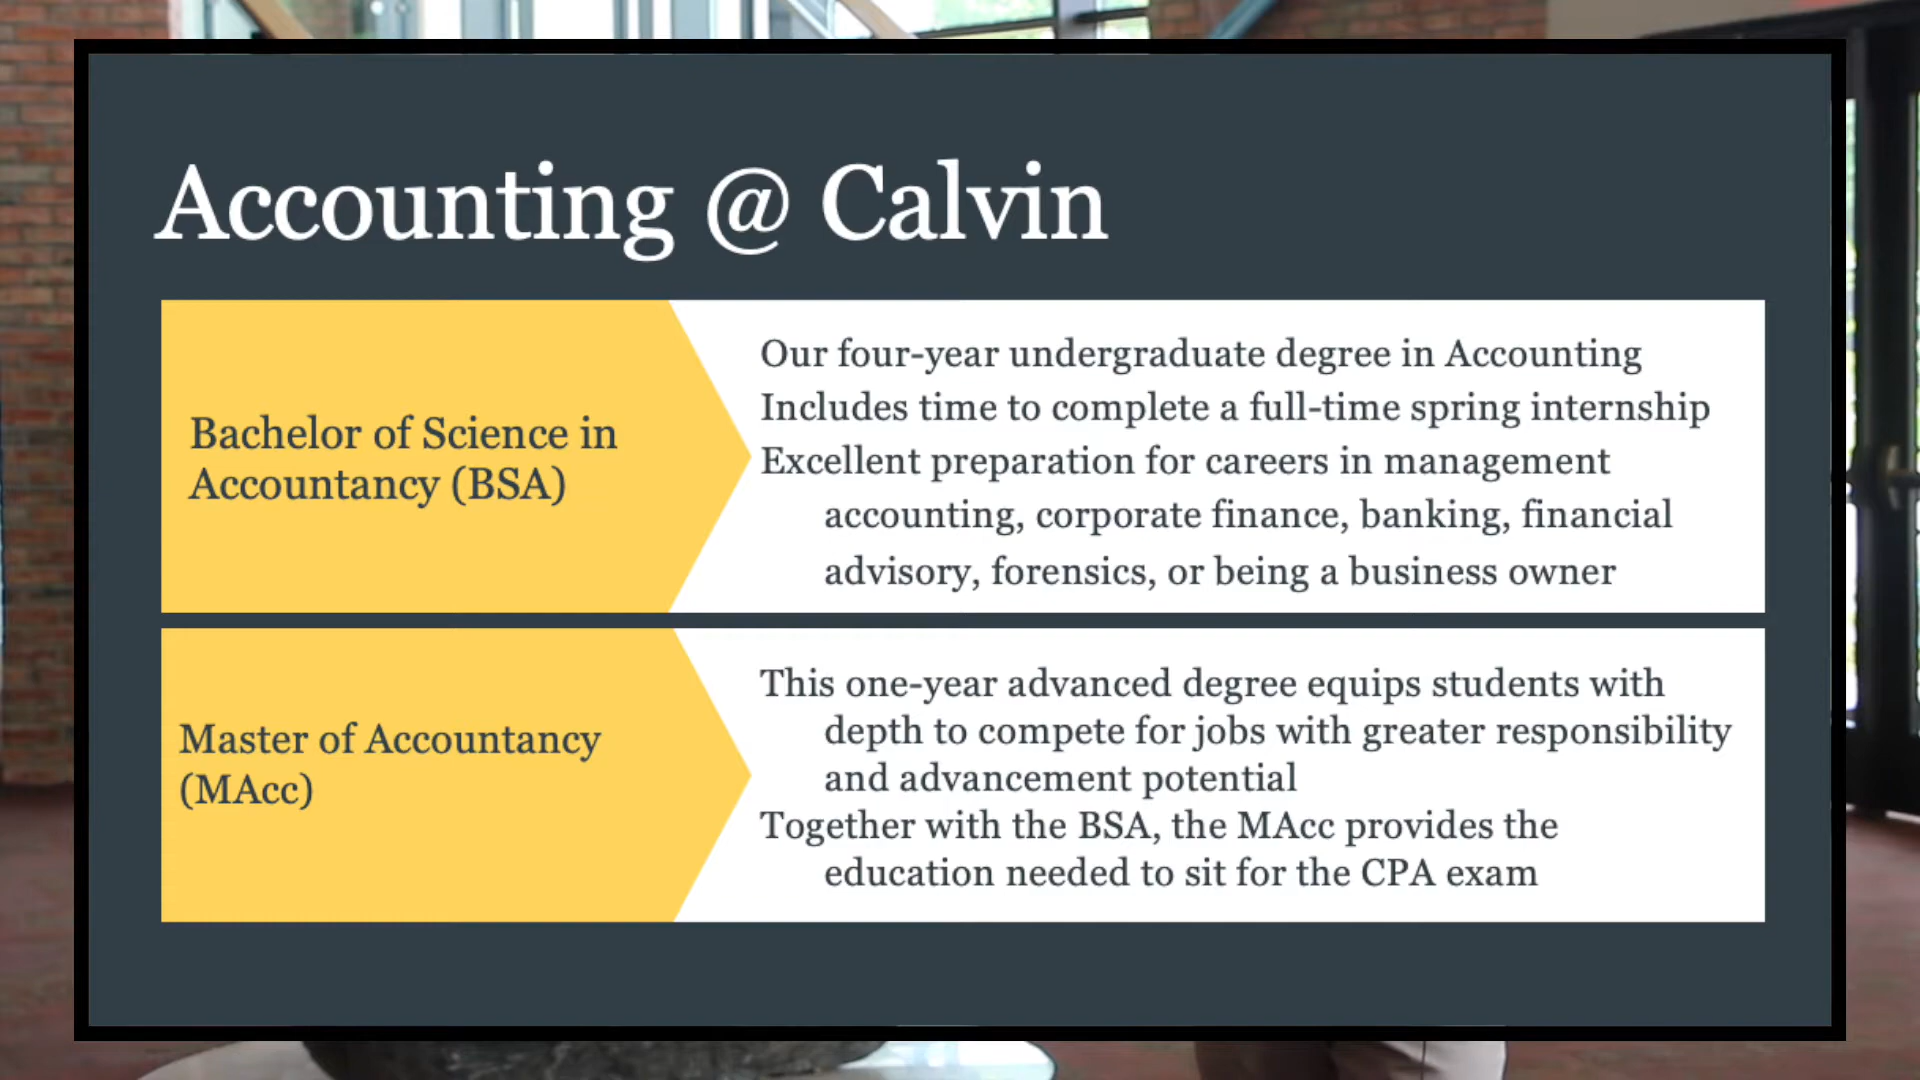 Accounting @ Calvin
Bachelor of Science in
Accountancy (BSA)
Our four-year undergraduate degree in Accounting
Includes time to complete a full-time spring internship
Excellent preparation for careers in management
accounting, corporate finance, banking, financial
advisory, forensics, or being a business owner
Master of Accountancy
(MAcc)
This one-year advanced degree equips students with
depth to compete for jobs with greater responsibility
and advancement potential
Together with the BSA, the MAcc provides the
education needed to sit for the CPA exam